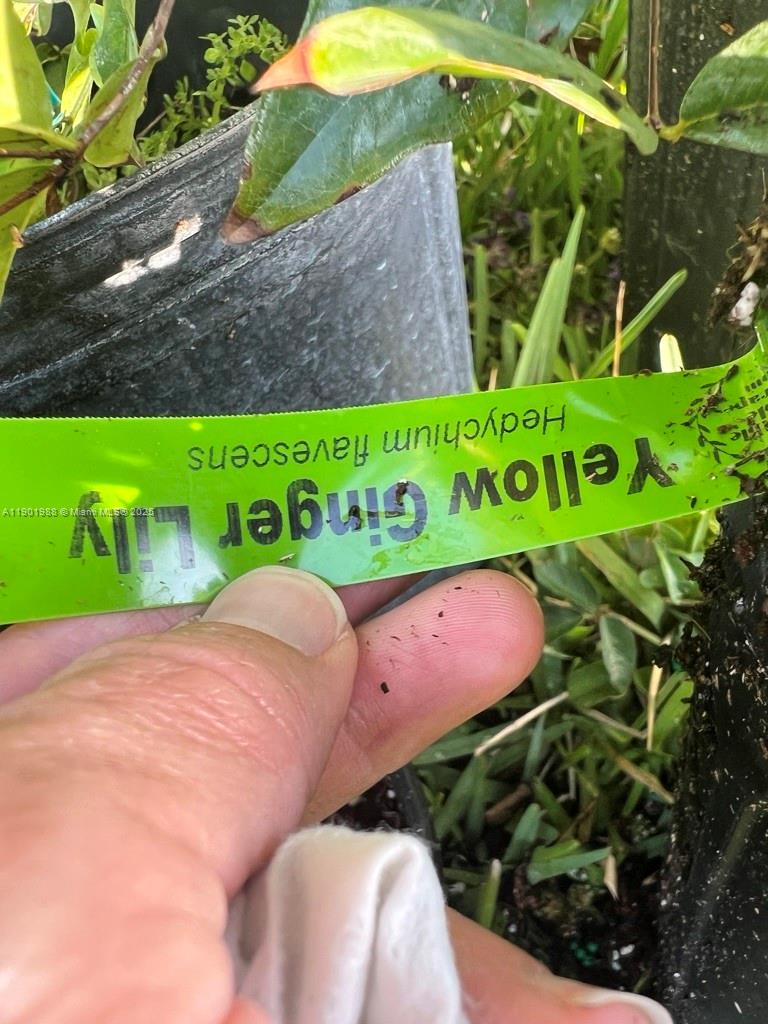 Yellow Ginger Lily
Hedychium flavescens
A11901988 © Miami MLS® 2025